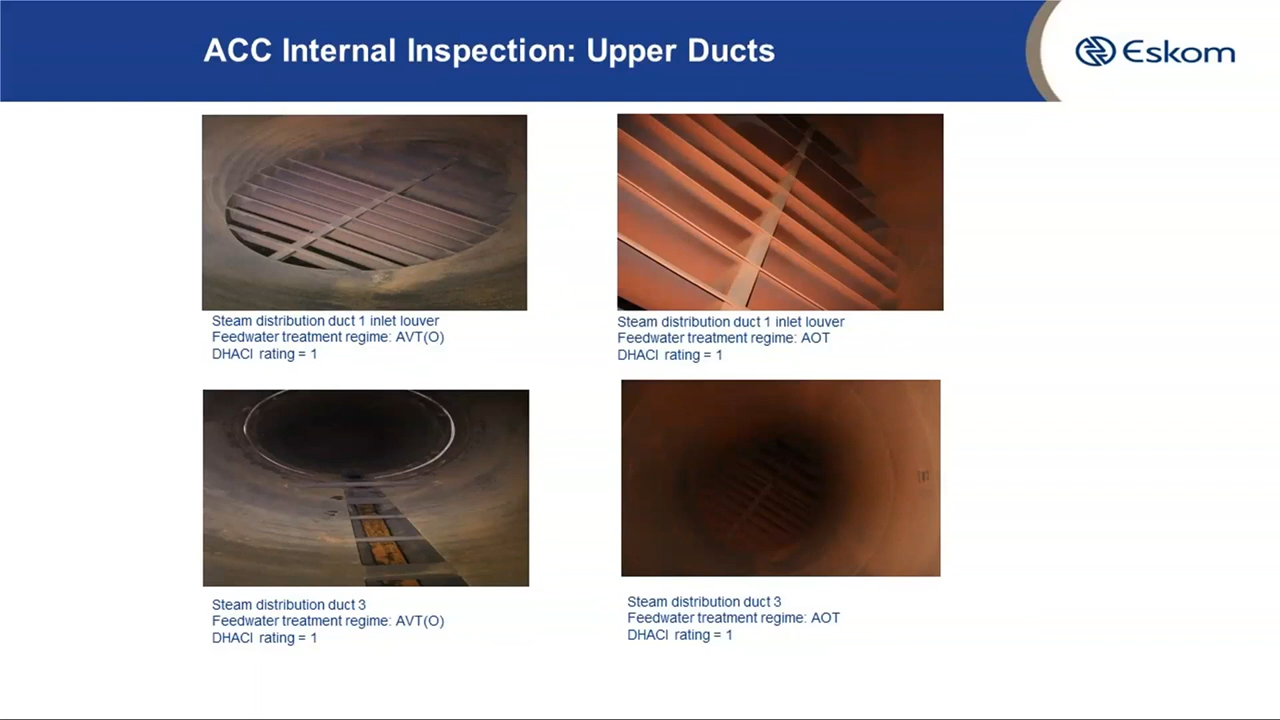 ACC Internal Inspection: Upper Ducts
Eskom
Steam distribution duct 1 inlet louver
Feedwater treatment regime: AVT(O)
DHACI rating = 1
Steam distribution duct 1 inlet louver
Feedwater treatment regime: AOT
DHACI rating = 1
Steam distribution duct 3
Feedwater treatment regime: AVT(O)
DHACI rating = 1
Steam distribution duct 3
Feedwater treatment regime: AOT
DHACI rating = 1